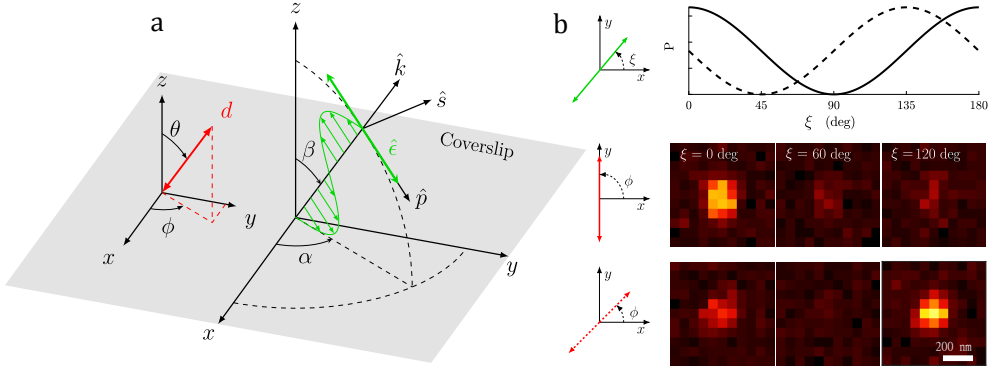 a
z
d
θ
ϕ
x
y
z
k̂
ŝ
β
ε̂
p̂
Coverslip
α
x
y
b
y
ξ
x
P
0 45 90 135 180
ξ (deg)
y
ϕ
x
ξ = 0 deg
ξ = 60 deg
ξ = 120 deg
y
ϕ
x
200 nm